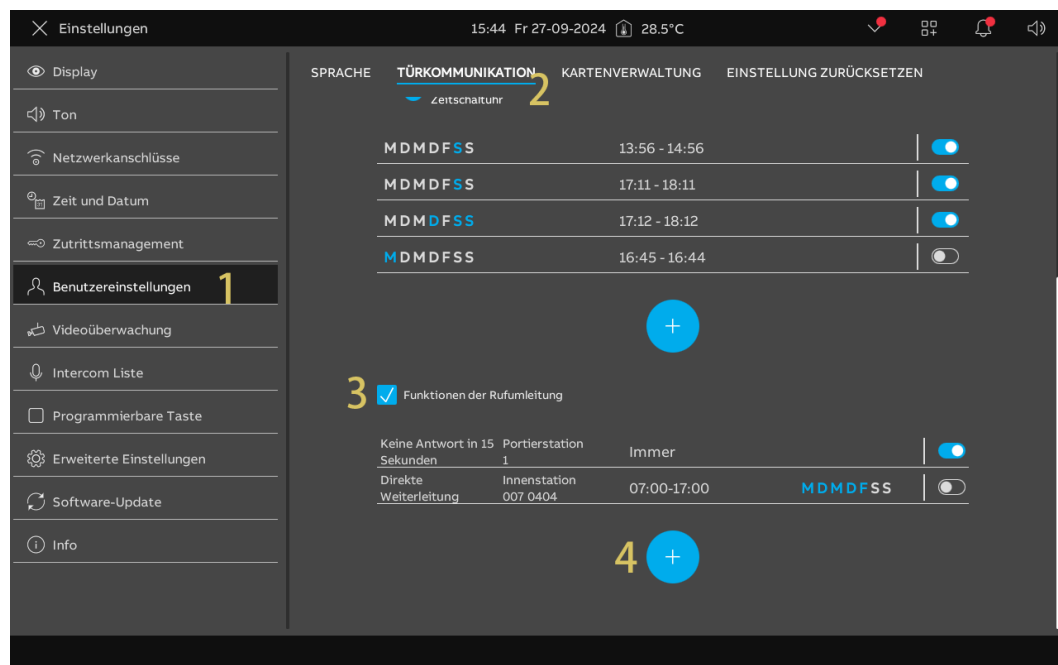 Einstellungen
15:44 Fr 27-09-2024 28.5°C
Display
Ton
Netzwerkanschlüsse
Zeit und Datum
Zutrittsmanagement
Benutzereinstellungen 1
Videoüberwachung
Intercom Liste
Programmierbare Taste
Erweiterte Einstellungen
Software-Update
Info
SPRACHE TÜRKOMMUNIKATION KARTENVERWALTUNG EINSTELLUNG ZURÜCKSETZEN
2
Zeitschaltuhr
MDMDFSS 13:56 - 14:56
MDMDFSS 17:11 - 18:11
MDMDFSS 17:12 - 18:12
MDMDFSS 16:45 - 16:44
+
3 Funktionen der Rufumleitung
Keine Antwort in 15 Portierstation
Sekunden 1 Immer
Direkte Innenstation
Weiterleitung 007 0404 07:00-17:00 MDMDFSS
4 +